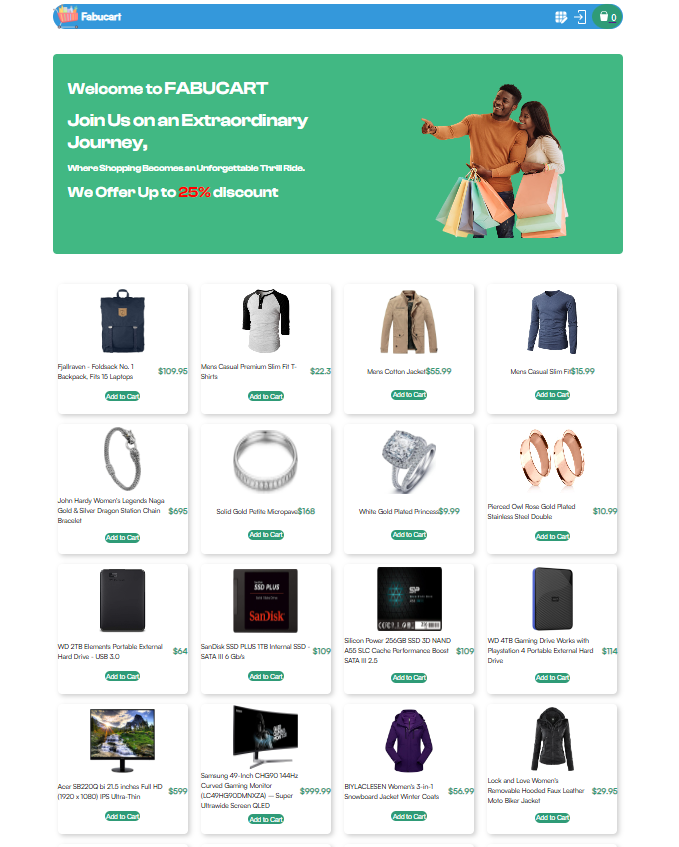 Fabucart
0
Welcome to FABUCART
Join Us on an Extraordinary
Journey,
Where Shopping Becomes an Unforgettable Thrill Ride.
We Offer Up to 25% discount
Fjallraven - Foldsack No. 1
Backpack, Fits 15 Laptops
$109.95
Add to Cart
Mens Casual Premium Slim Fit T-
Shirts
$22.3
Add to Cart
Mens Cotton Jacket$55.99
Add to Cart
Mens Casual Slim Fit$15.99
Add to Cart
John Hardy Women's Legends Naga
Gold & Silver Dragon Station Chain
Bracelet
$695
Add to Cart
Solid Gold Petite Micropave$168
Add to Cart
White Gold Plated Princess$9.99
Add to Cart
Pierced Owl Rose Gold Plated
Stainless Steel Double
$10.99
Add to Cart
WD 2TB Elements Portable External
Hard Drive - USB 3.0
$64
Add to Cart
SSD PLUS
SanDisk
SanDisk SSD PLUS 1TB Internal SSD -
SATA III 6 Gb/s
$109
Add to Cart
SP
Silicon Power 256GB SSD 3D NAND
A55 SLC Cache Performance Boost
SATA III 2.5
$109
Add to Cart
WD 4TB Gaming Drive Works with
Playstation 4 Portable External Hard
Drive
$114
Add to Cart
Acer SB220Q bi 21.5 inches Full HD
(1920 x 1080) IPS Ultra-Thin
$599
Add to Cart
Samsung 49-Inch CHG90 144Hz
Curved Gaming Monitor
(LC49HG90DMNXZA) – Super
Ultrawide Screen QLED
$999.99
Add to Cart
BIYLACLESEN Women's 3-in-1
Snowboard Jacket Winter Coats
$56.99
Add to Cart
Lock and Love Women's
Removable Hooded Faux Leather
Moto Biker Jacket
$29.95
Add to Cart